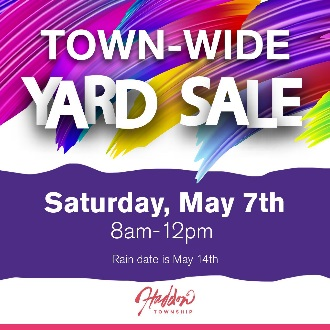 TOWN-WIDE
YARD SALE
Saturday, May 7th
8am-12pm
Rain date is May 14th
Haddon
TOWNSHIP